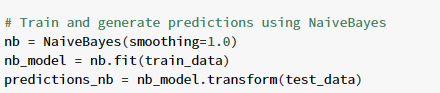 # Train and generate predictions using NaiveBayes
nb = NaiveBayes(smoothing=1.0)
nb_model = nb.fit(train_data)
predictions_nb = nb_model.transform(test_data)